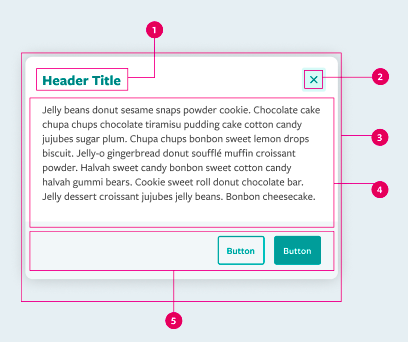 1
Header Title
2
Jelly beans donut sesame snaps powder cookie. Chocolate cake
chupa chups chocolate tiramisu pudding cake cotton candy
jujubes sugar plum. Chupa chups bonbon sweet lemon drops
biscuit. Jelly-o gingerbread donut soufflé muffin croissant
powder. Halvah sweet candy bonbon sweet cotton candy
halvah gummi bears. Cookie sweet roll donut chocolate bar.
Jelly dessert croissant jujubes jelly beans. Bonbon cheesecake.
3
4
Button Button
5